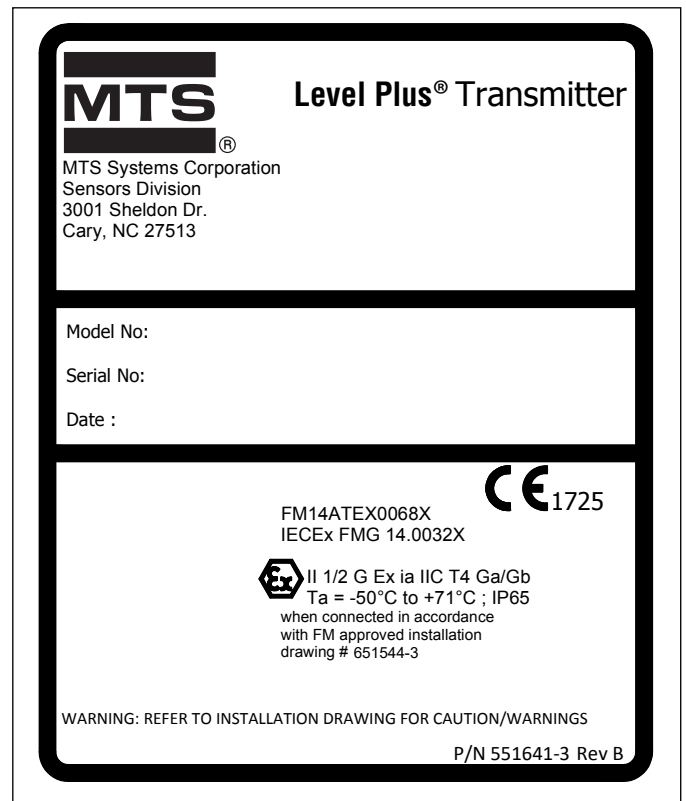 MTS
®
Level Plus® Transmitter
MTS Systems Corporation
Sensors Division
3001 Sheldon Dr.
Cary, NC 27513
Model No:
Serial No:
Date :
CE 1725
FM14ATEX0068X
IECEx FMG 14.0032X
Ex II 1/2 G Ex ia IIC T4 Ga/Gb
Ta = -50°C to +71°C ; IP65
when connected in accordance
with FM approved installation
drawing # 651544-3
WARNING: REFER TO INSTALLATION DRAWING FOR CAUTION/WARNINGS
P/N 551641-3 Rev B